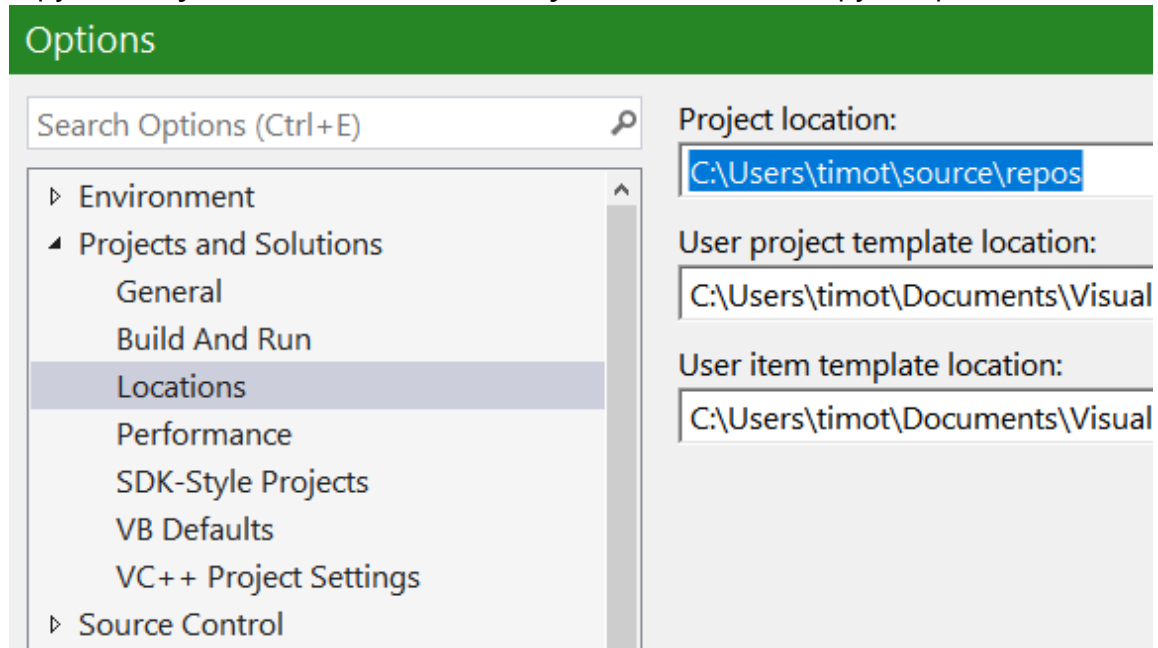 Options
Search Options (Ctrl+E)
Environment
Projects and Solutions
General
Build And Run
Locations
Performance
SDK-Style Projects
VB Defaults
VC++ Project Settings
Source Control
Project location:
C:\Users\timot\source\repos
User project template location:
C:\Users\timot\Documents\Visual
User item template location:
C:\Users\timot\Documents\Visual